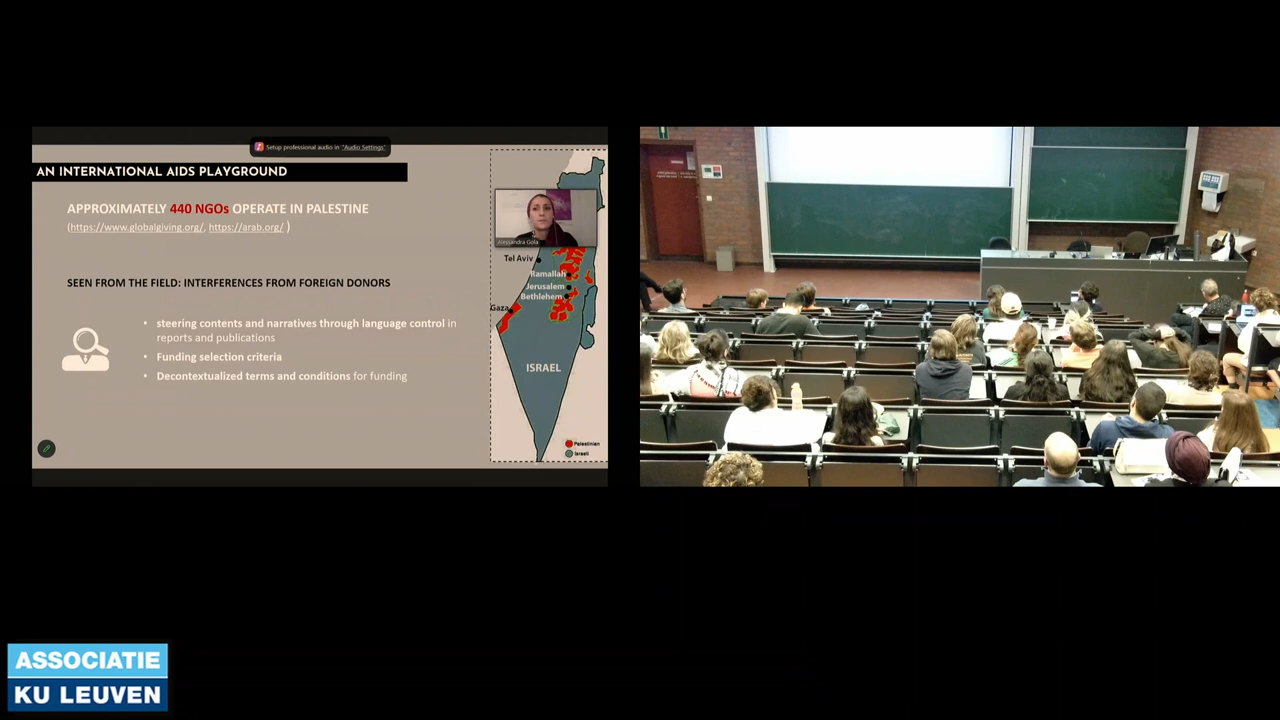 Setup professional audio in "Audio Settings"
AN INTERNATIONAL AIDS PLAYGROUND
APPROXIMATELY 440 NGOs OPERATE IN PALESTINE
(https://www.globalgiving.org/, https://arab.org/ )
SEEN FROM THE FIELD: INTERFERENCES FROM FOREIGN DONORS
• steering contents and narratives through language control in
reports and publications
• Funding selection criteria
• Decontextualized terms and conditions for funding
Alessandra Gola
Tel Aviv
Ramallah
Jerusalem
Bethlehem
Gaza
ISRAEL
Palestinian
Israeli
ASSOCIATIE
KU LEUVEN